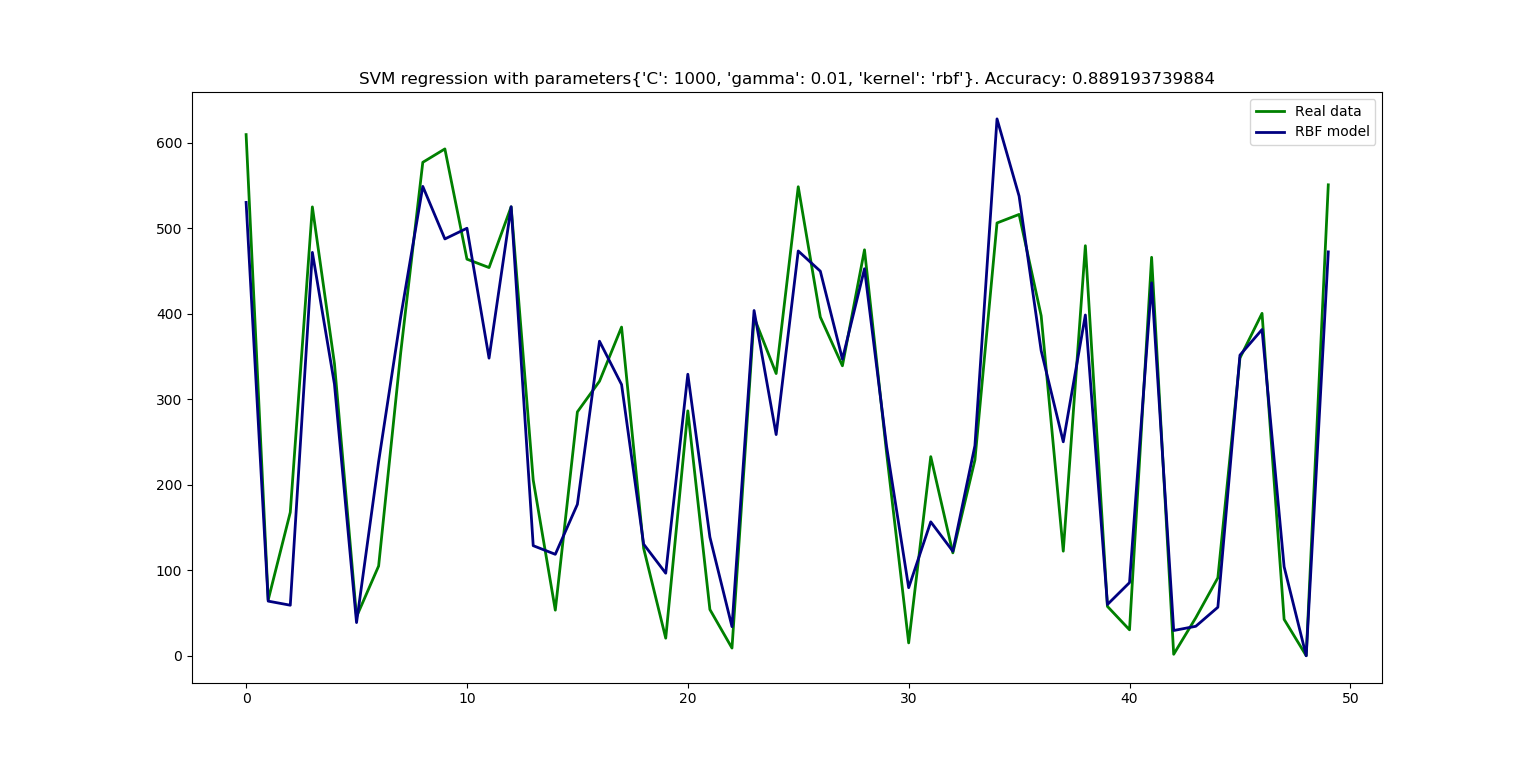 SVM regression with parameters{'C': 1000, 'gamma': 0.01, 'kernel': 'rbf'}. Accuracy: 0.889193739884
Real data
RBF model
600
500
400
300
200
100
0
0 10 20 30 40 50